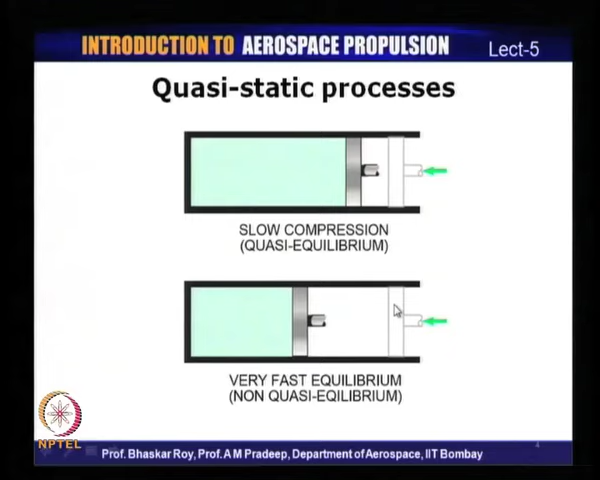 INTRODUCTION TO AEROSPACE PROPULSION
Lect-5
Quasi-static processes
SLOW COMPRESSION
(QUASI-EQUILIBRIUM)
VERY FAST EQUILIBRIUM
(NON QUASI-EQILIBRIUM)
NPTEL
4
Prof. Bhaskar Roy, Prof. A M Pradeep, Department of Aerospace, IIT Bombay